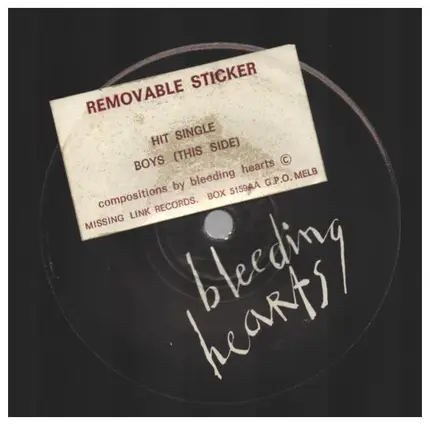 REMOVABLE STICKER
HIT SINGLE
BOYS (THIS SIDE)
compositions by bleeding hearts ©
MISSING LINK RECORDS. BOX 5159AA G.P.O. MELB
bleeding
hearts